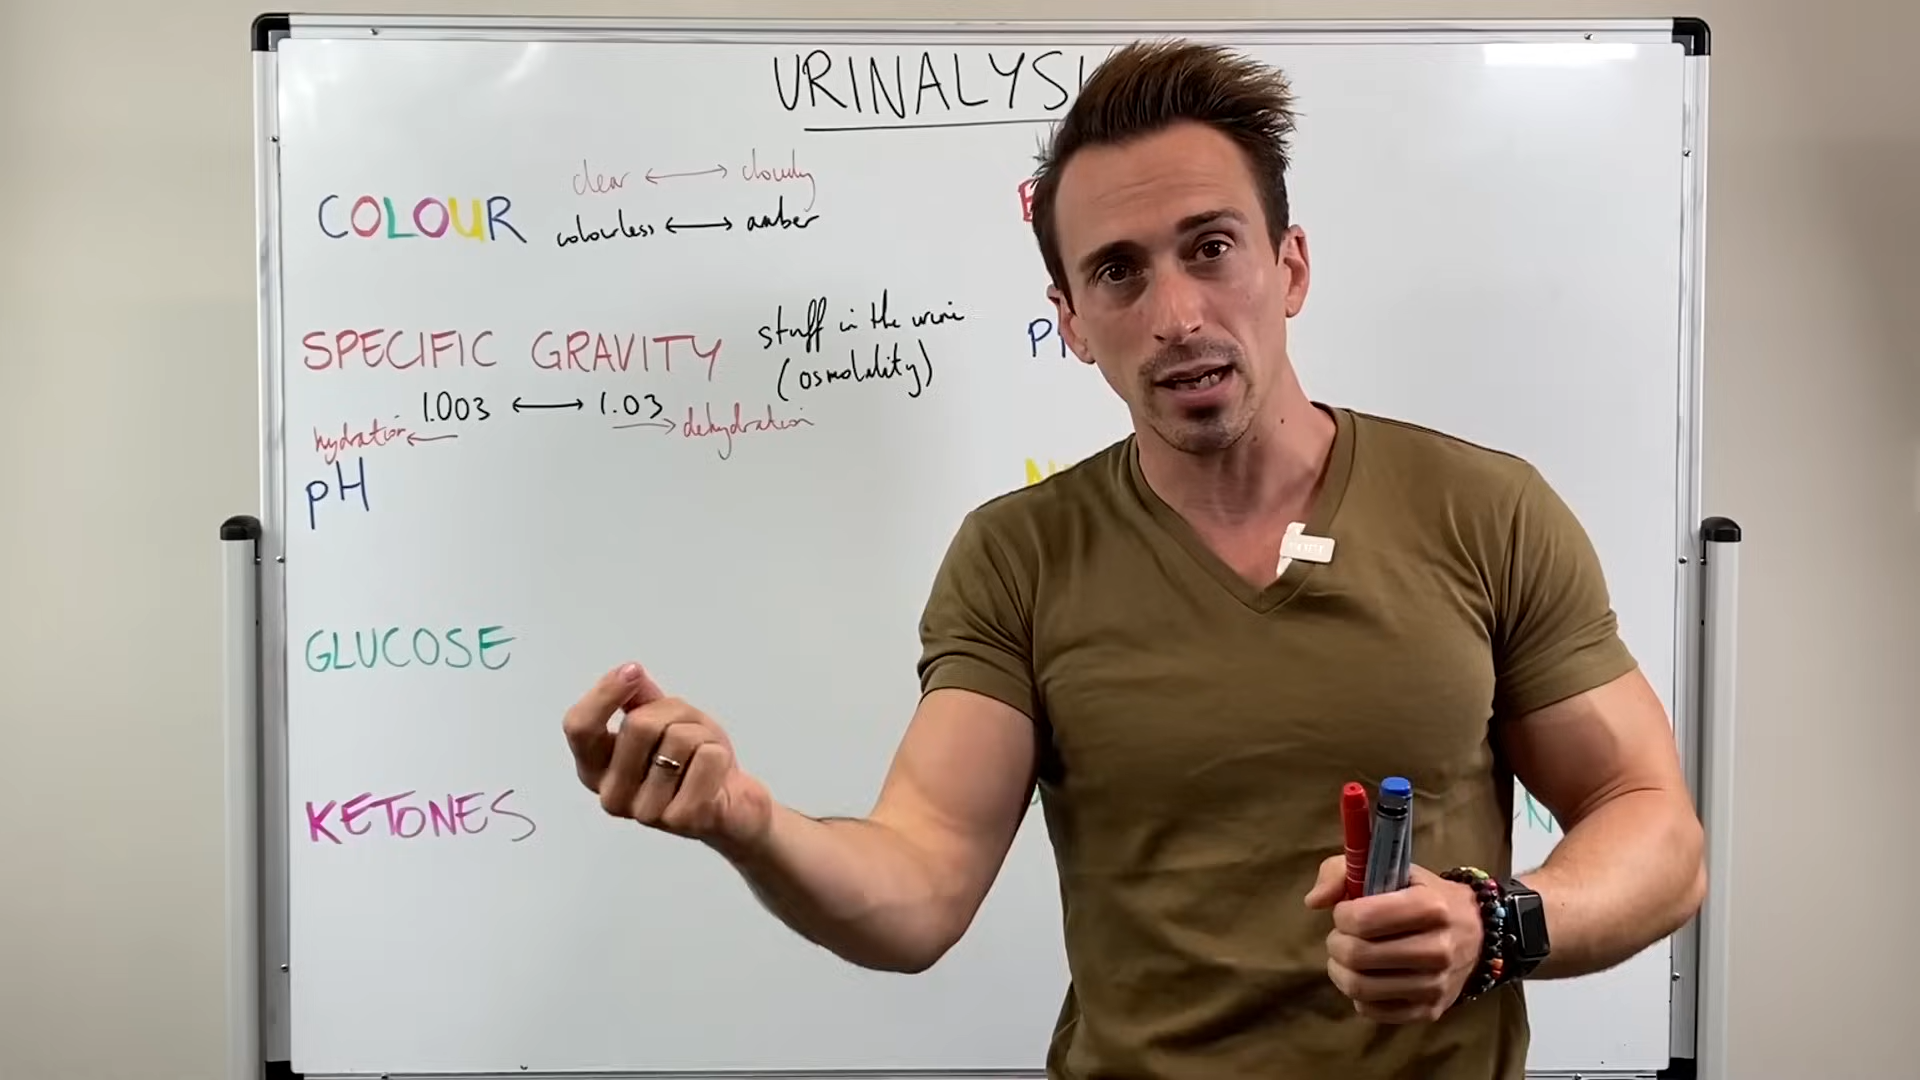 URINALYSI
clear ⟷ cloudy
COLOUR
colourless ⟷ amber
SPECIFIC GRAVITY
stuff in the urine
(osmolality)
1.003 ⟷ 1.03
hydration ← → dehydration
pH
GLUCOSE
KETONES
P
N
N